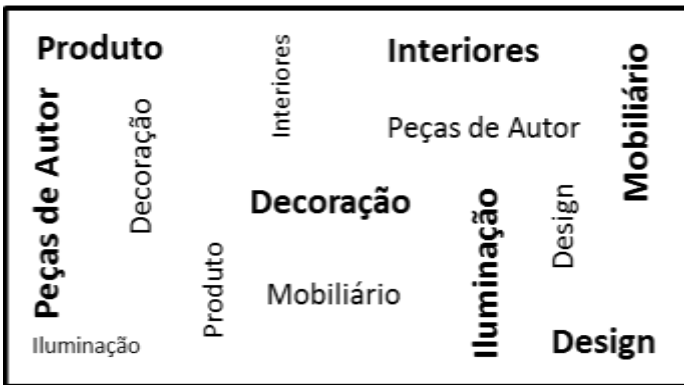 Produto
Interiores
Interiores
Mobiliário
Peças de Autor
Decoração
Peças de Autor
Decoração
Iluminação
Design
Produto
Mobiliário
Iluminação
Design